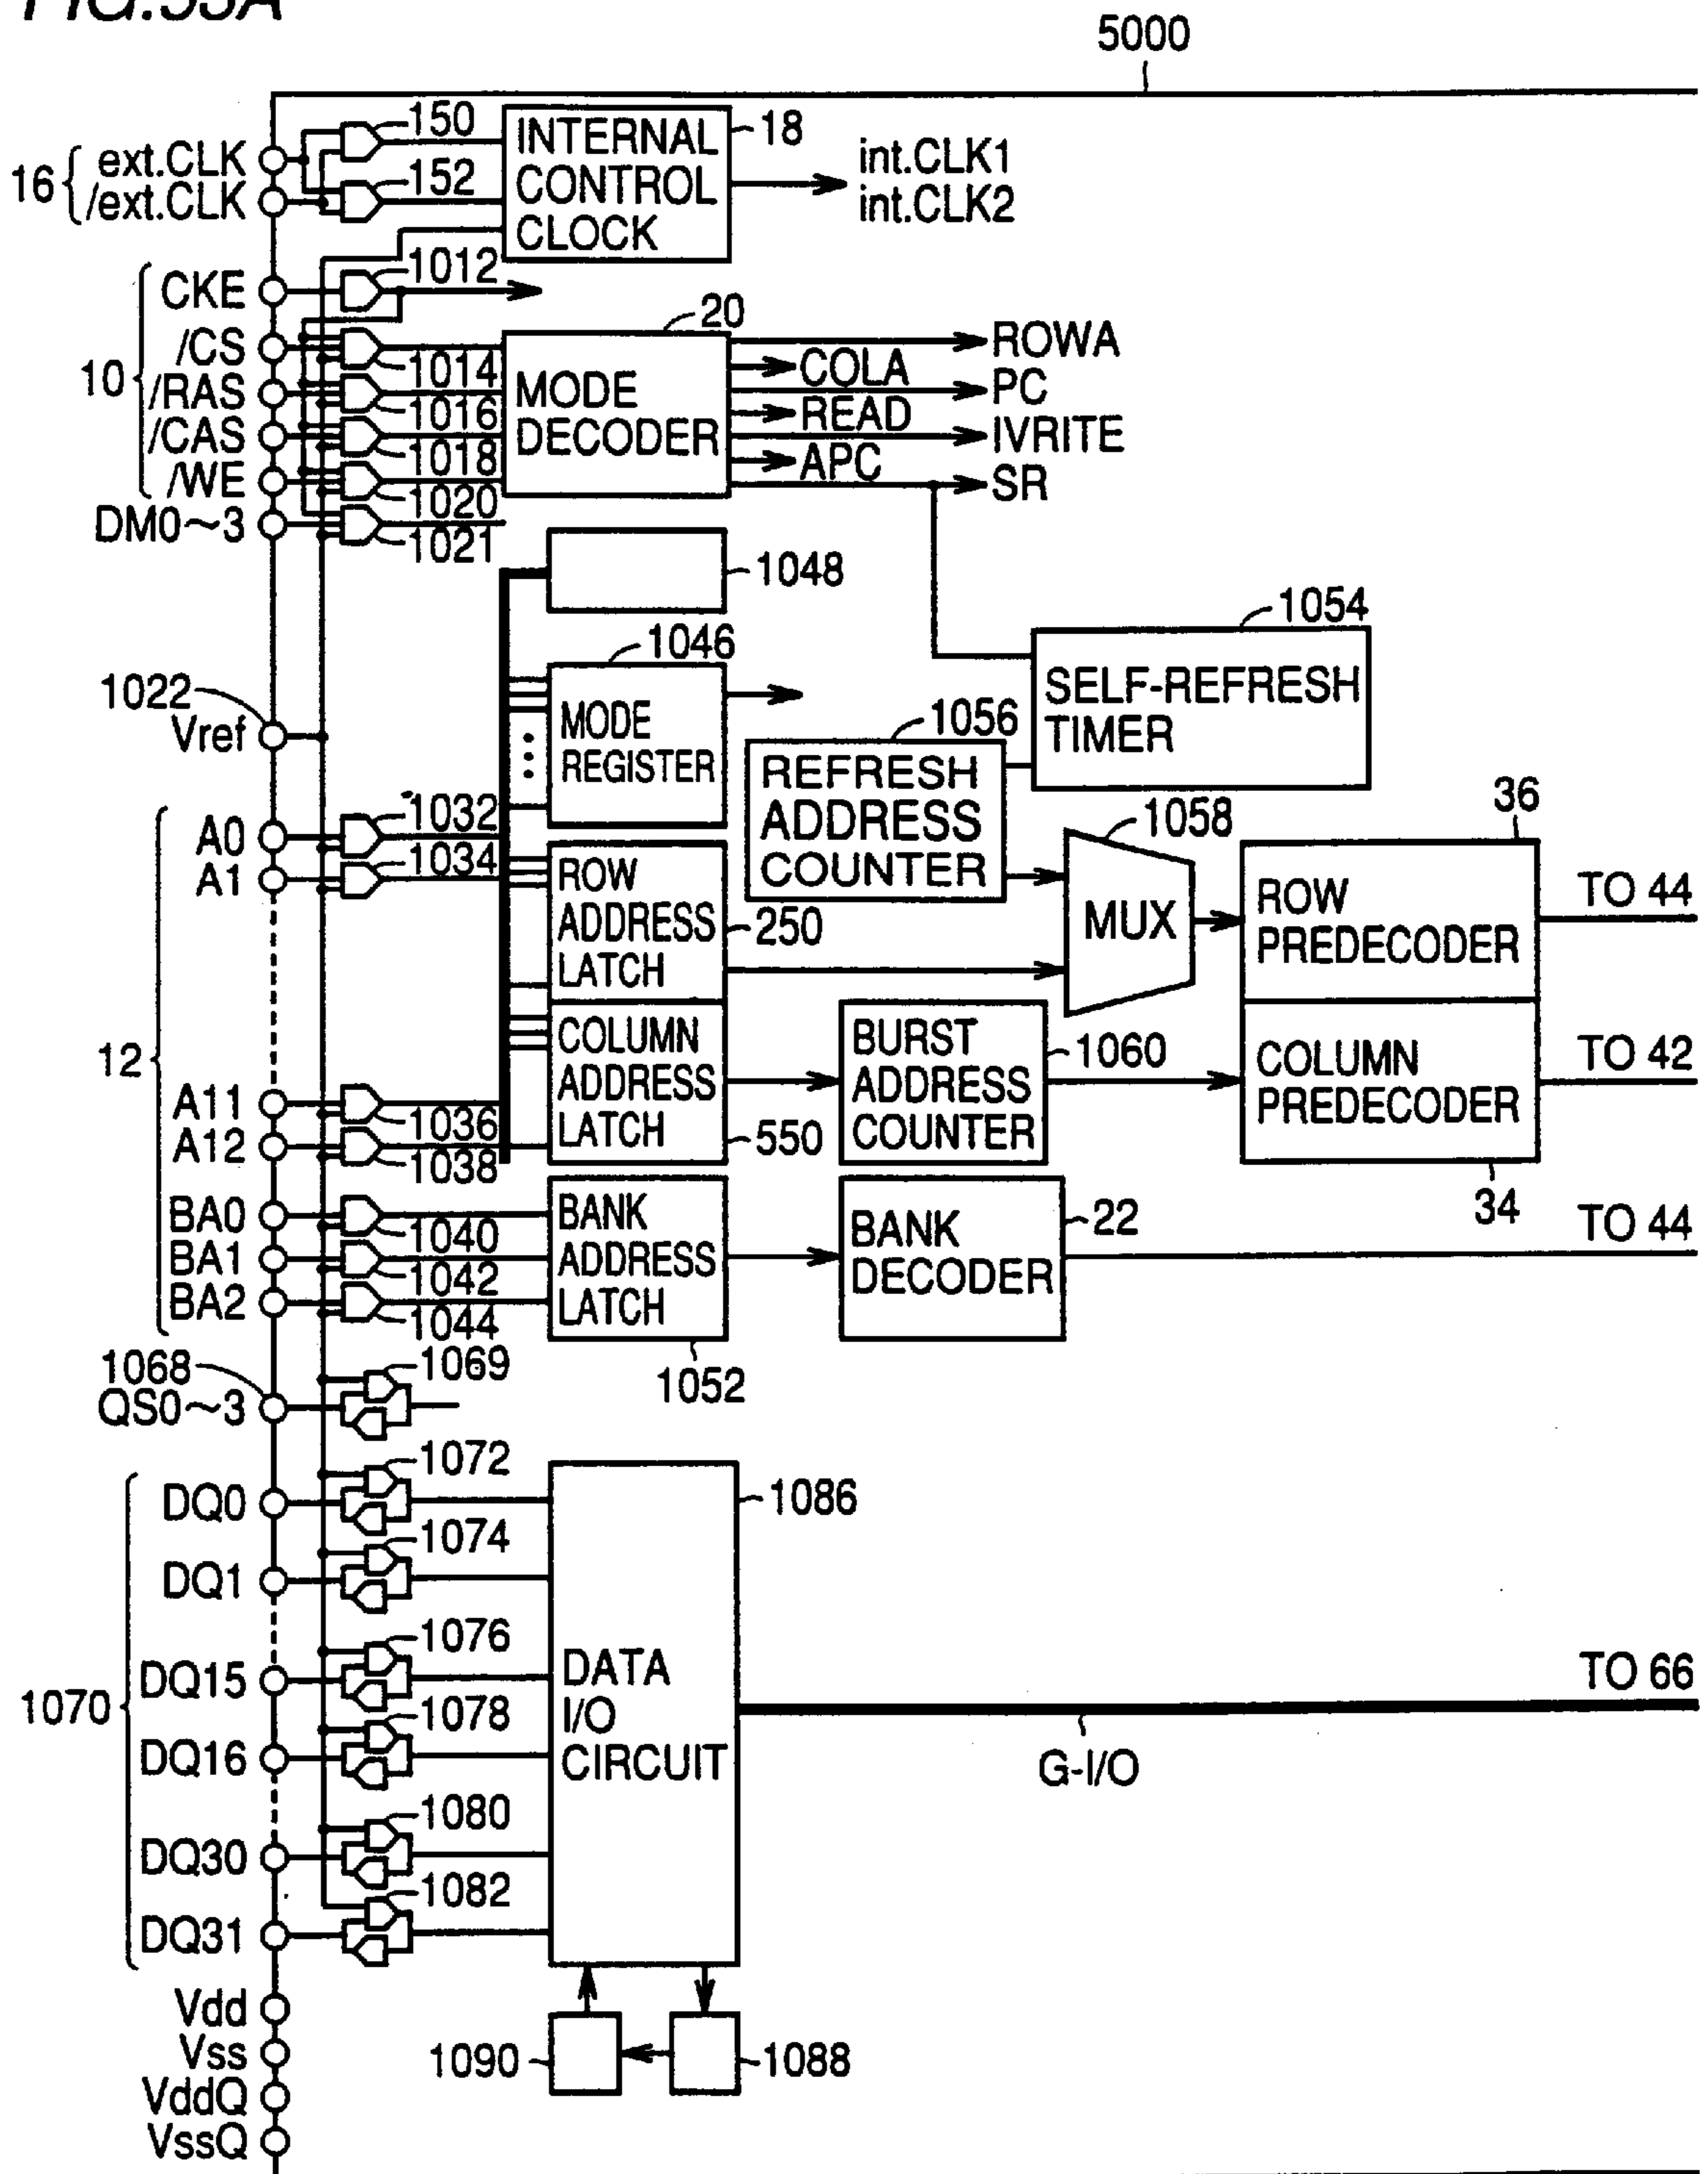 FIG.53A
5000
150
INTERNAL
CONTROL
CLOCK
18
16
ext.CLK
/ext.CLK
152
int.CLK1
int.CLK2
10
CKE
1012
/CS
1014
/RAS
1016
/CAS
1018
/WE
1020
DM0~3
1021
20
MODE
DECODER
ROWA
COLA
PC
READ
IVRITE
APC
SR
1048
1046
MODE
REGISTER
1054
SELF-REFRESH
TIMER
1022
Vref
1056
REFRESH
ADDRESS
COUNTER
12
A0
1032
A1
1034
ROW
ADDRESS
LATCH
250
1058
MUX
36
ROW
PREDECODER
TO 44
A11
1036
A12
1038
COLUMN
ADDRESS
LATCH
550
BURST
ADDRESS
COUNTER
1060
COLUMN
PREDECODER
34
TO 42
BA0
1040
BA1
1042
BA2
1044
BANK
ADDRESS
LATCH
1052
BANK
DECODER
22
TO 44
1068
QS0~3
1069
1070
DQ0
1072
DQ1
1074
DQ15
1076
DQ16
1078
DQ30
1080
DQ31
1082
DATA
I/O
CIRCUIT
1086
TO 66
G-I/O
Vdd
Vss
VddQ
VssQ
1090
1088